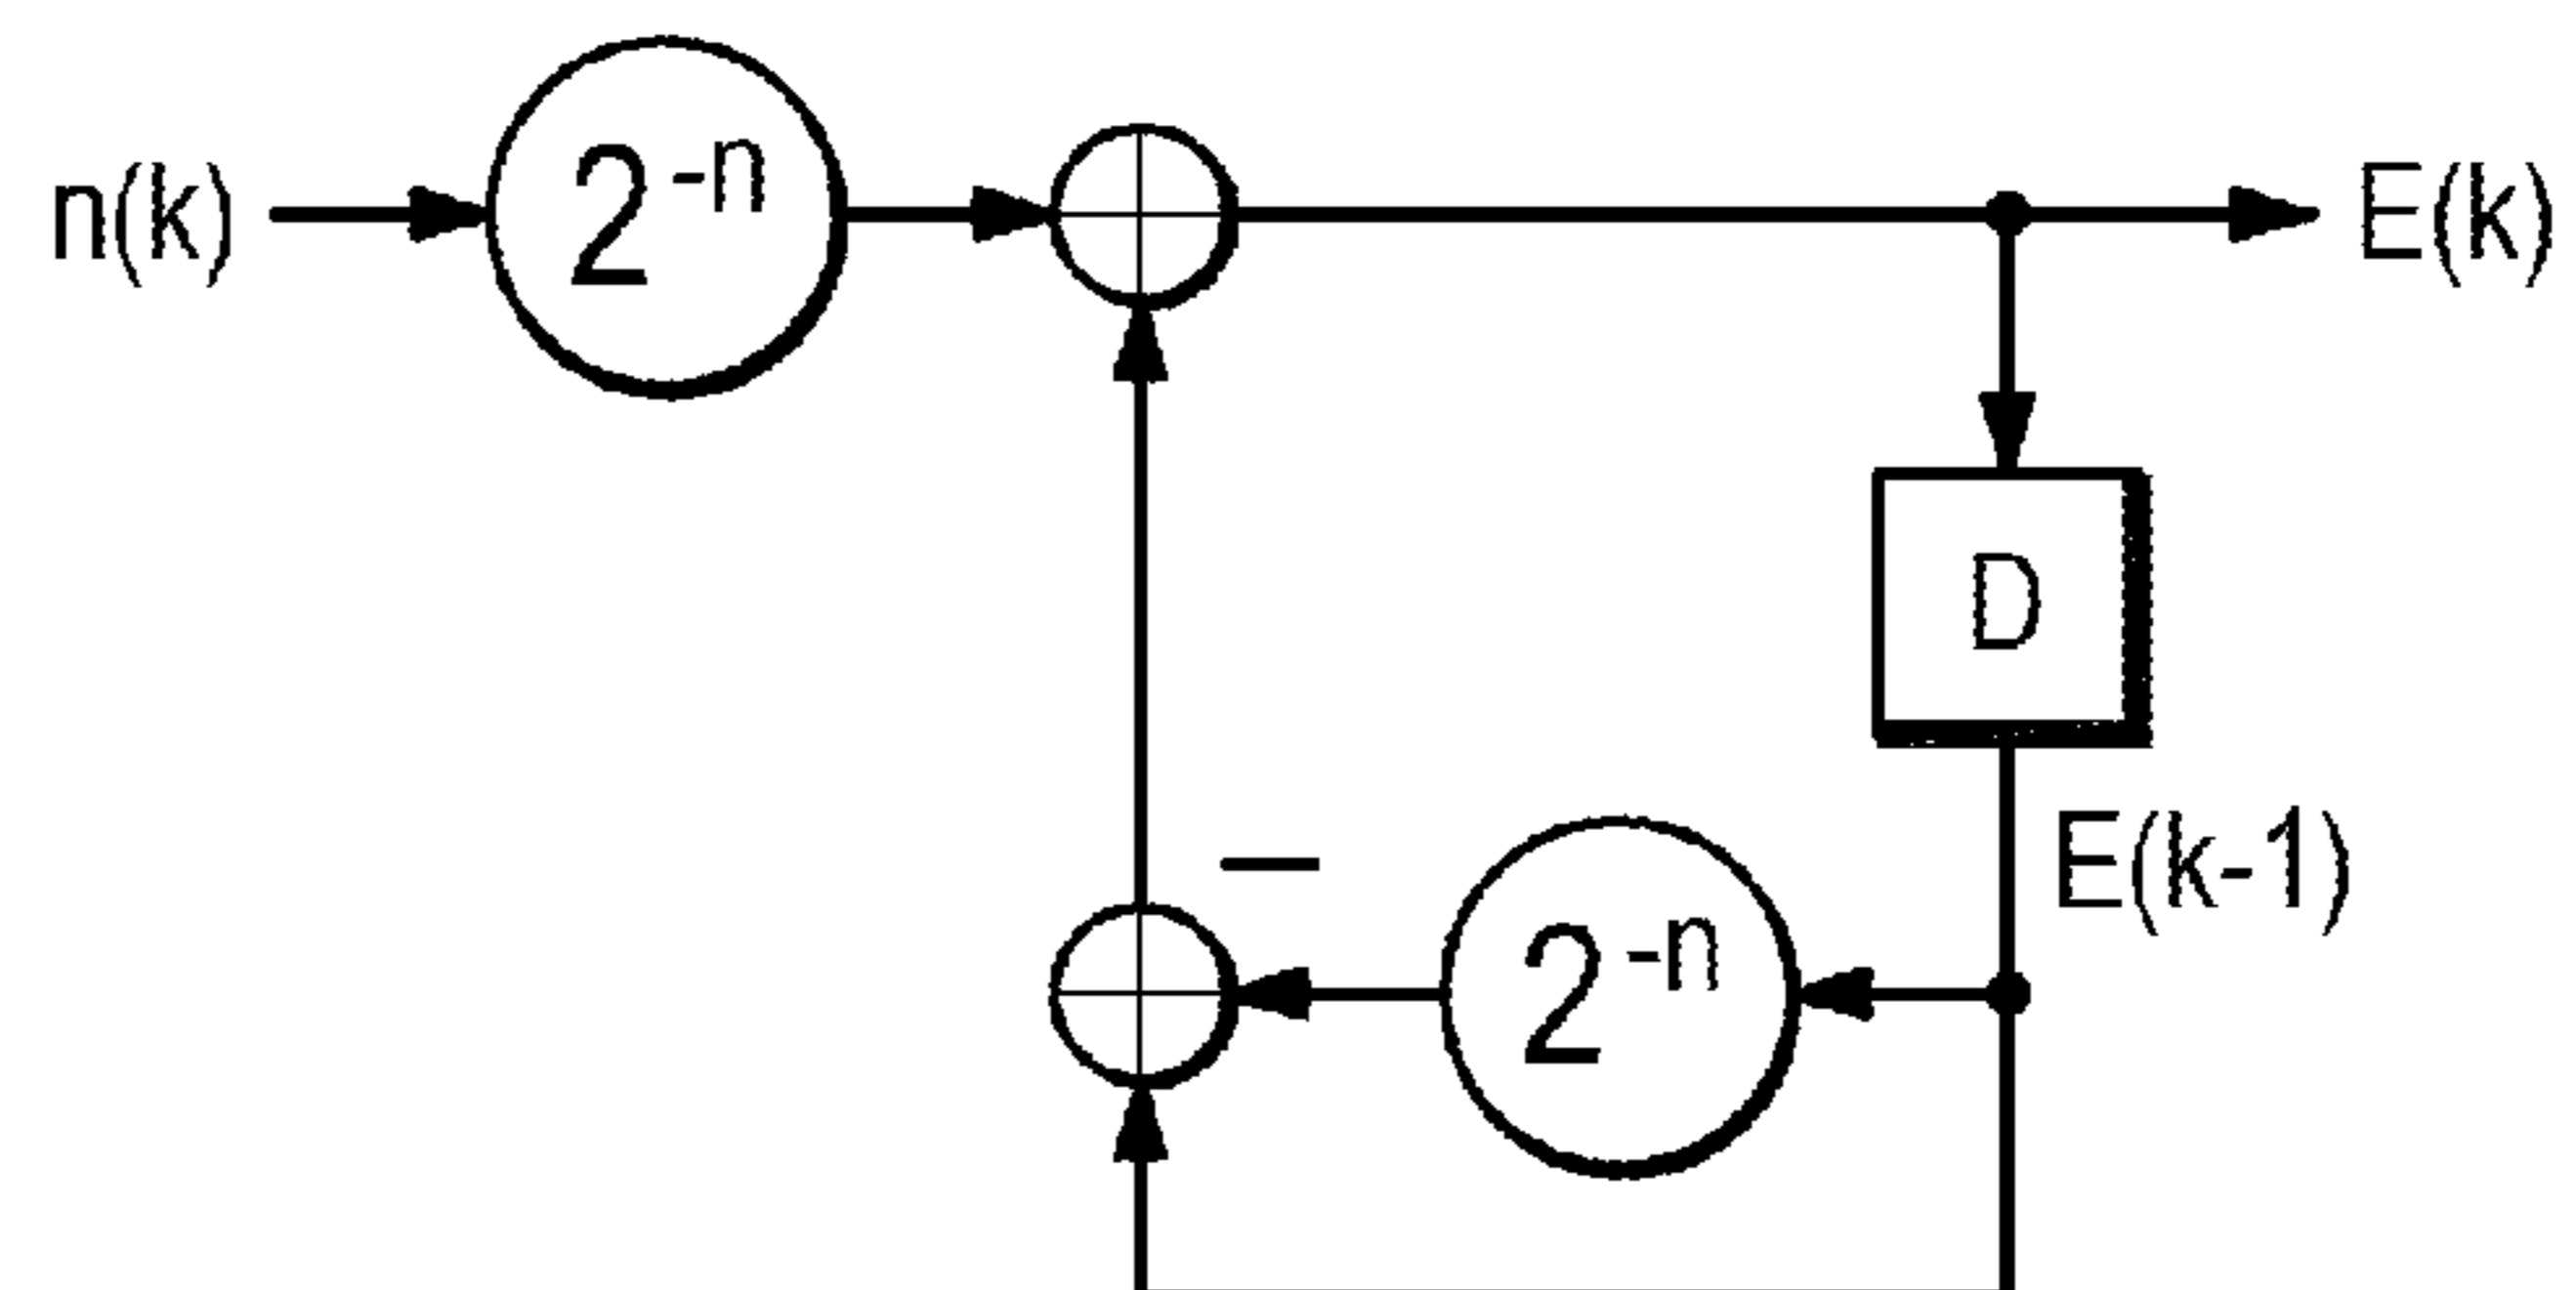 n(k)
2^-n
E(k)
D
E(k-1)
−
2^-n